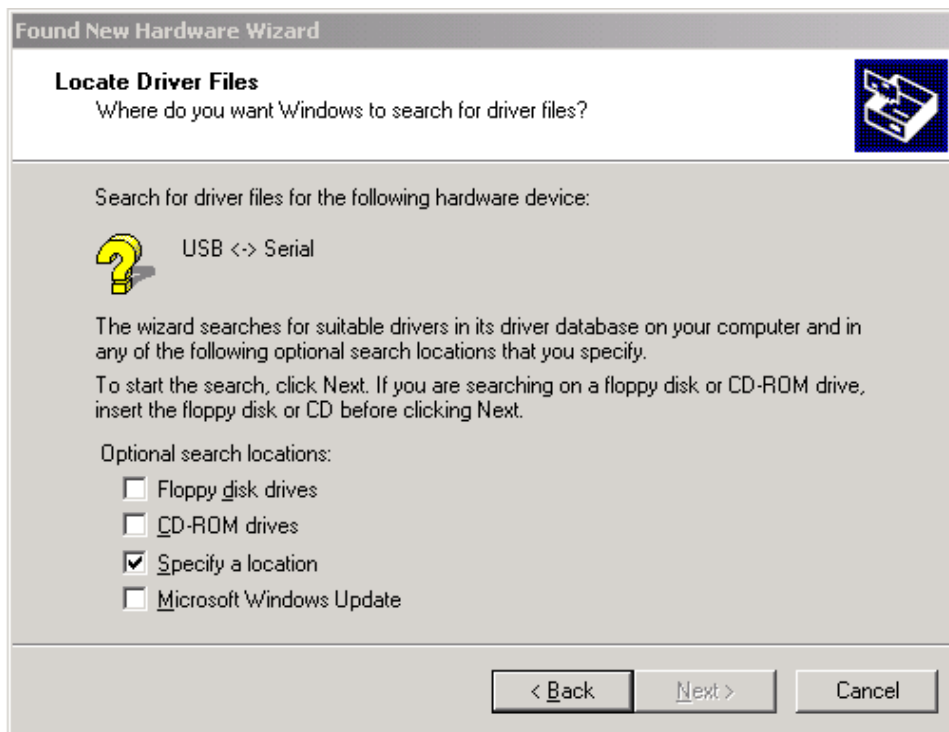 Found New Hardware Wizard
Locate Driver Files
Where do you want Windows to search for driver files?
Search for driver files for the following hardware device:
USB <-> Serial
The wizard searches for suitable drivers in its driver database on your computer and in
any of the following optional search locations that you specify.
To start the search, click Next. If you are searching on a floppy disk or CD-ROM drive,
insert the floppy disk or CD before clicking Next.
Optional search locations:
Floppy disk drives
CD-ROM drives
Specify a location
Microsoft Windows Update
< Back Next > Cancel